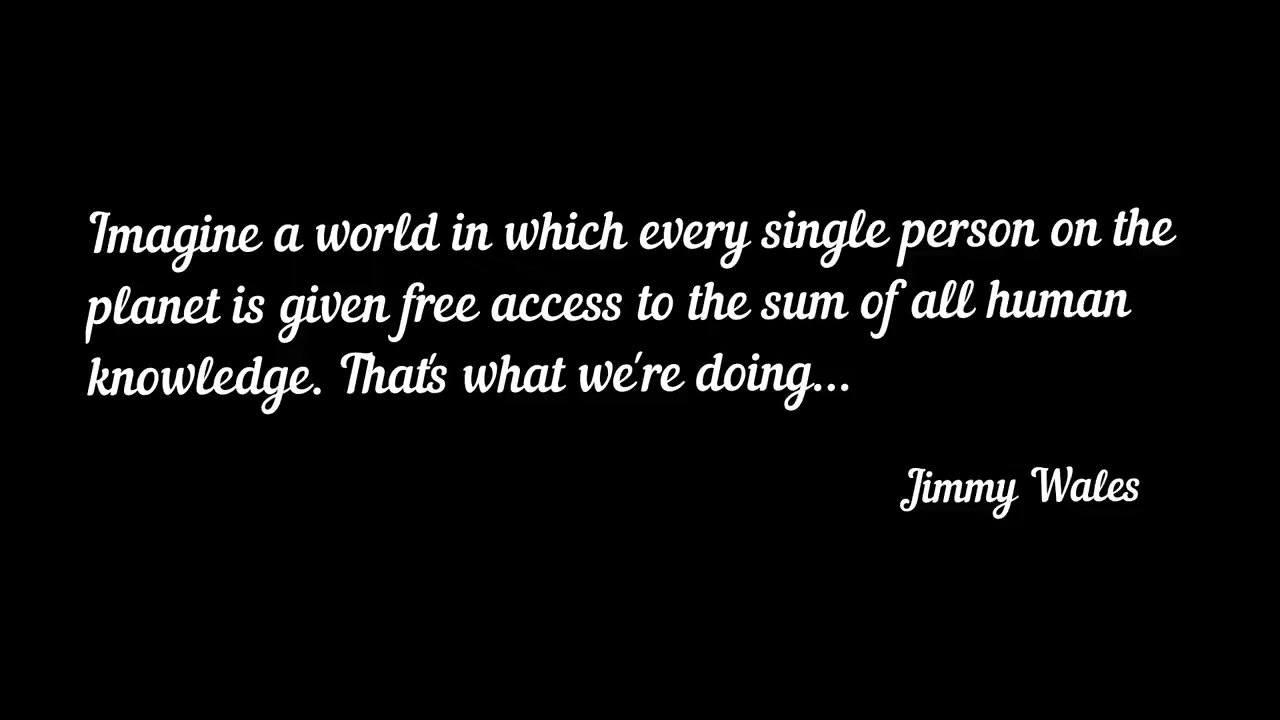 Imagine a world in which every single person on the
planet is given free access to the sum of all human
knowledge. That's what we're doing...
Jimmy Wales